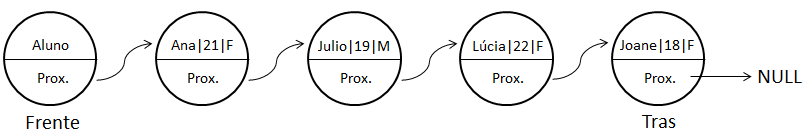 Aluno
Prox.
Frente
Ana|21|F
Prox.
Julio|19|M
Prox.
Lúcia|22|F
Prox.
Joane|18|F
Prox.
Tras
NULL